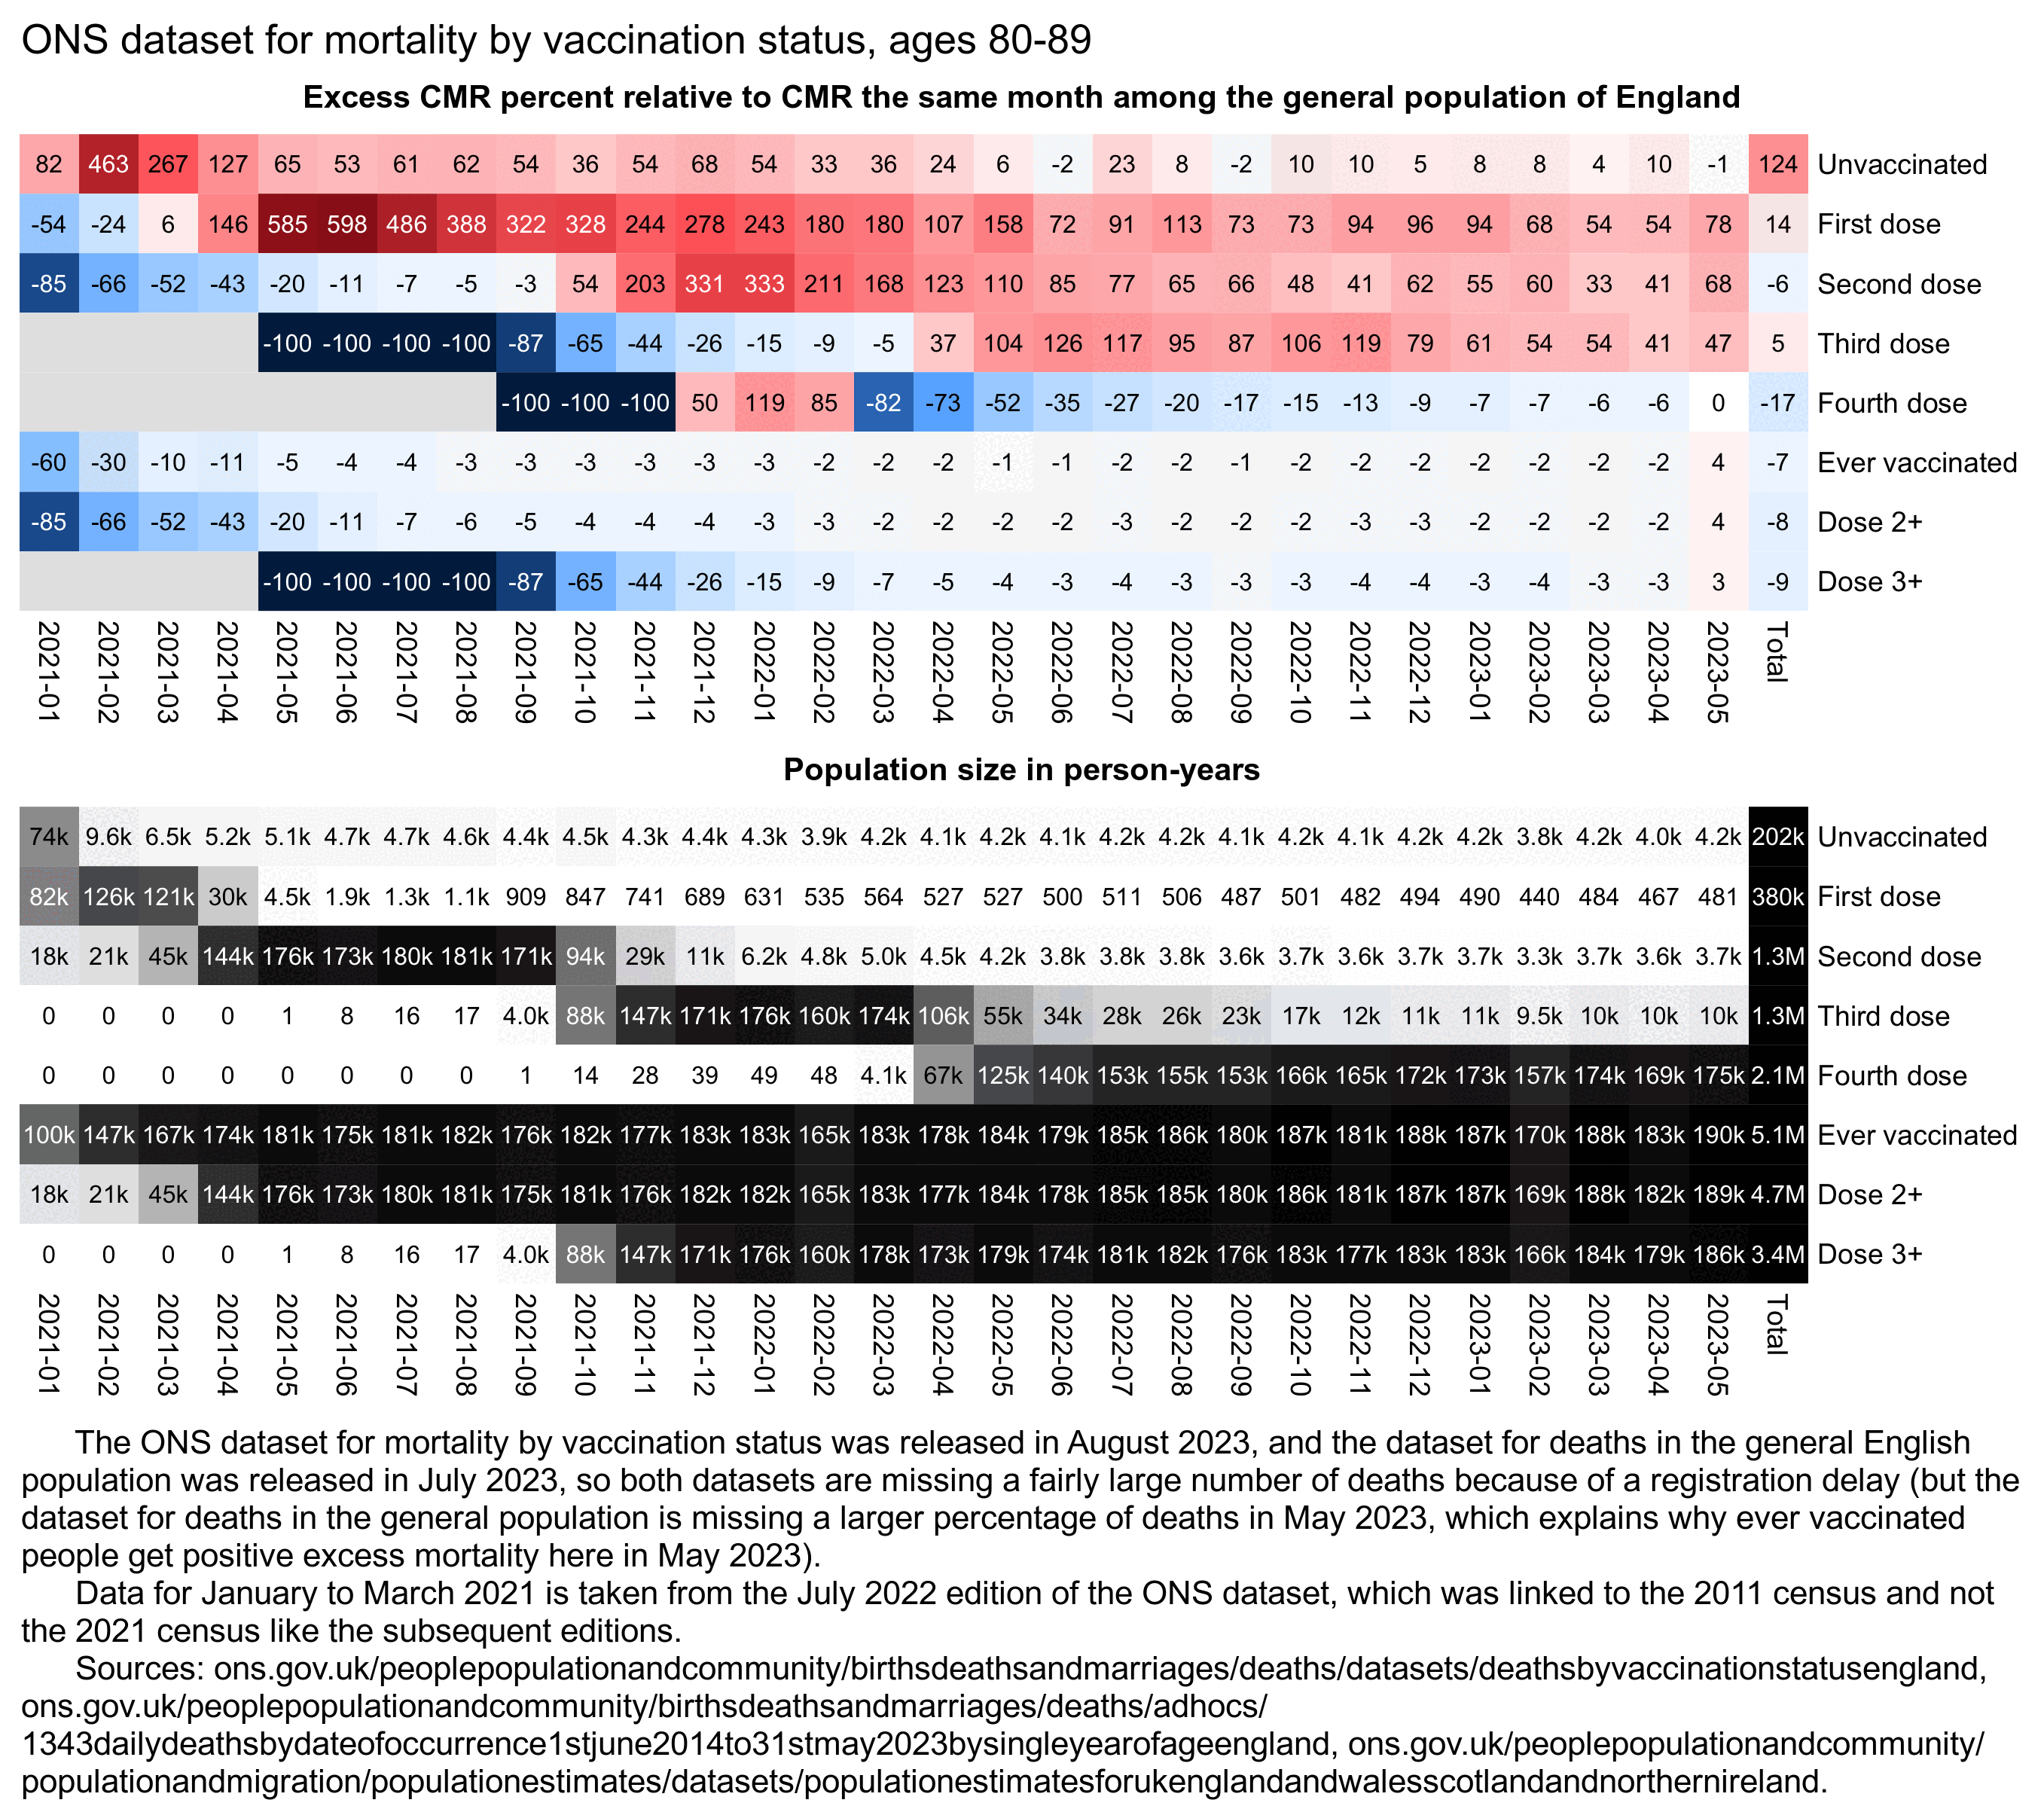 ONS dataset for mortality by vaccination status, ages 80-89
Excess CMR percent relative to CMR the same month among the general population of England
82 463 267 127 65 53 61 62 54 36 54 68 54 33 36 24 6 -2 23 8 -2 10 10 5 8 8 4 10 -1 124 Unvaccinated
-54 -24 6 146 585 598 486 388 322 328 244 278 243 180 180 107 158 72 91 113 73 73 94 96 94 68 54 54 78 14 First dose
-85 -66 -52 -43 -20 -11 -7 -5 -3 54 203 331 333 211 168 123 110 85 77 65 66 48 41 62 55 60 33 41 68 -6 Second dose
-100 -100 -100 -100 -87 -65 -44 -26 -15 -9 -5 37 104 126 117 95 87 106 119 79 61 54 54 41 47 5 Third dose
-100 -100 -100 50 119 85 -82 -73 -52 -35 -27 -20 -17 -15 -13 -9 -7 -7 -6 -6 0 -17 Fourth dose
-60 -30 -10 -11 -5 -4 -4 -3 -3 -3 -3 -3 -3 -2 -2 -2 -1 -1 -2 -2 -1 -2 -2 -2 -2 -2 -2 -2 4 -7 Ever vaccinated
-85 -66 -52 -43 -20 -11 -7 -6 -5 -4 -4 -4 -3 -3 -2 -2 -2 -2 -3 -2 -2 -2 -3 -3 -2 -2 -2 -2 4 -8 Dose 2+
-100 -100 -100 -100 -87 -65 -44 -26 -15 -9 -7 -5 -4 -3 -4 -3 -3 -3 -4 -4 -3 -4 -3 -3 3 -9 Dose 3+
2021-01 2021-02 2021-03 2021-04 2021-05 2021-06 2021-07 2021-08 2021-09 2021-10 2021-11 2021-12 2022-01 2022-02 2022-03 2022-04 2022-05 2022-06 2022-07 2022-08 2022-09 2022-10 2022-11 2022-12 2023-01 2023-02 2023-03 2023-04 2023-05 Total
Population size in person-years
74k 9.6k 6.5k 5.2k 5.1k 4.7k 4.7k 4.6k 4.4k 4.5k 4.3k 4.4k 4.3k 3.9k 4.2k 4.1k 4.2k 4.1k 4.2k 4.2k 4.1k 4.2k 4.1k 4.2k 4.2k 3.8k 4.2k 4.0k 4.2k 202k Unvaccinated
82k 126k 121k 30k 4.5k 1.9k 1.3k 1.1k 909 847 741 689 631 535 564 527 527 500 511 506 487 501 482 494 490 440 484 467 481 380k First dose
18k 21k 45k 144k 176k 173k 180k 181k 171k 94k 29k 11k 6.2k 4.8k 5.0k 4.5k 4.2k 3.8k 3.8k 3.8k 3.6k 3.7k 3.6k 3.7k 3.7k 3.3k 3.7k 3.6k 3.7k 1.3M Second dose
0 0 0 0 1 8 16 17 4.0k 88k 147k 171k 176k 160k 174k 106k 55k 34k 28k 26k 23k 17k 12k 11k 11k 9.5k 10k 10k 10k 1.3M Third dose
0 0 0 0 0 0 0 0 1 14 28 39 49 48 4.1k 67k 125k 140k 153k 155k 153k 166k 165k 172k 173k 157k 174k 169k 175k 2.1M Fourth dose
100k 147k 167k 174k 181k 175k 181k 182k 176k 182k 177k 183k 183k 165k 183k 178k 184k 179k 185k 186k 180k 187k 181k 188k 187k 170k 188k 183k 190k 5.1M Ever vaccinated
18k 21k 45k 144k 176k 173k 180k 181k 175k 181k 176k 182k 182k 165k 183k 177k 184k 178k 185k 185k 180k 186k 181k 187k 187k 169k 188k 182k 189k 4.7M Dose 2+
0 0 0 0 1 8 16 17 4.0k 88k 147k 171k 176k 160k 178k 173k 179k 174k 181k 182k 176k 183k 177k 183k 183k 166k 184k 179k 186k 3.4M Dose 3+
2021-01 2021-02 2021-03 2021-04 2021-05 2021-06 2021-07 2021-08 2021-09 2021-10 2021-11 2021-12 2022-01 2022-02 2022-03 2022-04 2022-05 2022-06 2022-07 2022-08 2022-09 2022-10 2022-11 2022-12 2023-01 2023-02 2023-03 2023-04 2023-05 Total
The ONS dataset for mortality by vaccination status was released in August 2023, and the dataset for deaths in the general English
population was released in July 2023, so both datasets are missing a fairly large number of deaths because of a registration delay (but the
dataset for deaths in the general population is missing a larger percentage of deaths in May 2023, which explains why ever vaccinated
people get positive excess mortality here in May 2023).
Data for January to March 2021 is taken from the July 2022 edition of the ONS dataset, which was linked to the 2011 census and not
the 2021 census like the subsequent editions.
Sources: ons.gov.uk/peoplepopulationandcommunity/birthsdeathsandmarriages/deaths/datasets/deathsbyvaccinationstatusengland,
ons.gov.uk/peoplepopulationandcommunity/birthsdeathsandmarriages/deaths/adhocs/
1343dailydeathsbydateofoccurrence1stjune2014to31stmay2023bysingleyearofageengland, ons.gov.uk/peoplepopulationandcommunity/
populationandmigration/populationestimates/datasets/populationestimatesforukenglandandwalesscotlandandnorthernireland.